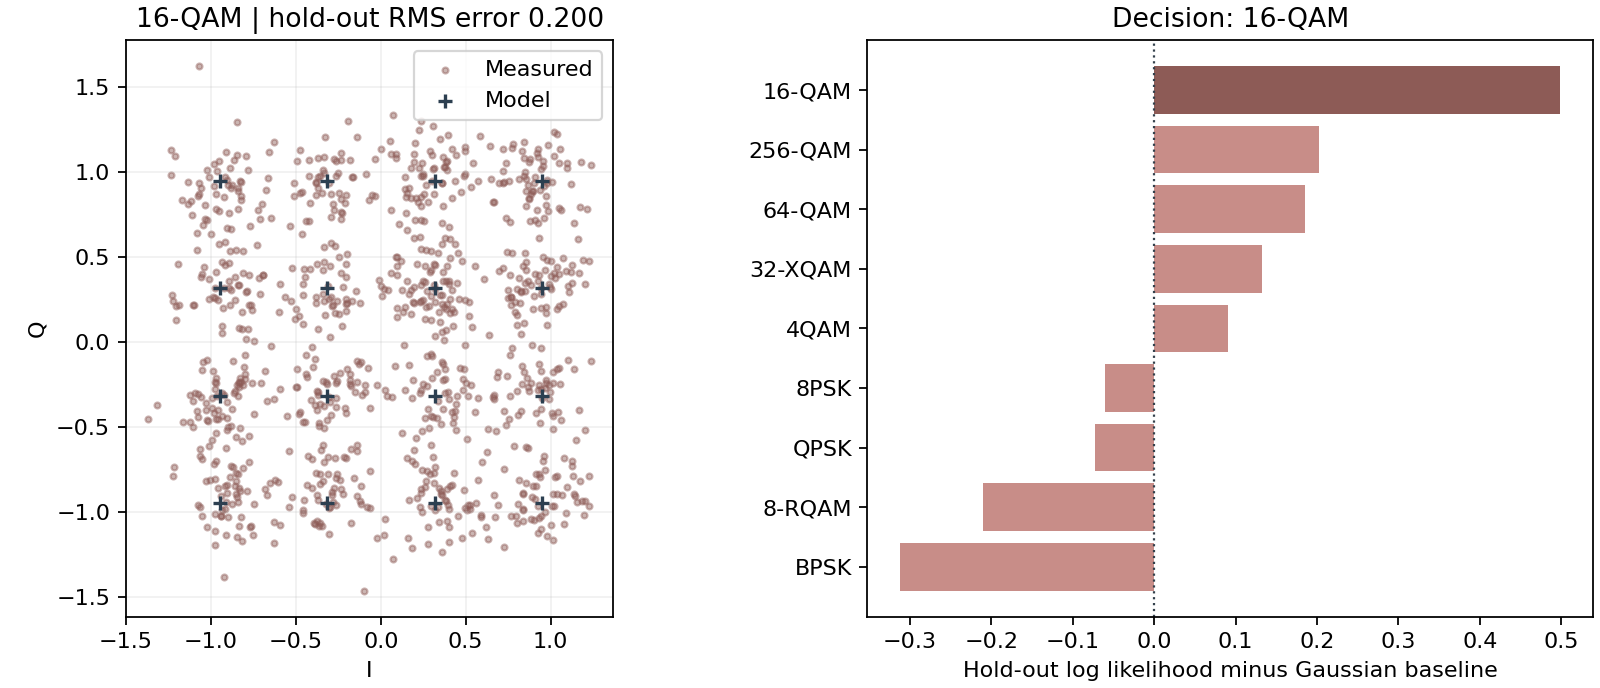 16-QAM | hold-out RMS error 0.200
Measured
Model
1.5
1.0
0.5
0.0
−0.5
−1.0
−1.5
Q
−1.5
−1.0
−0.5
0.0
0.5
1.0
I
Decision: 16-QAM
16-QAM
256-QAM
64-QAM
32-XQAM
4QAM
8PSK
QPSK
8-RQAM
BPSK
−0.3
−0.2
−0.1
0.0
0.1
0.2
0.3
0.4
0.5
Hold-out log likelihood minus Gaussian baseline